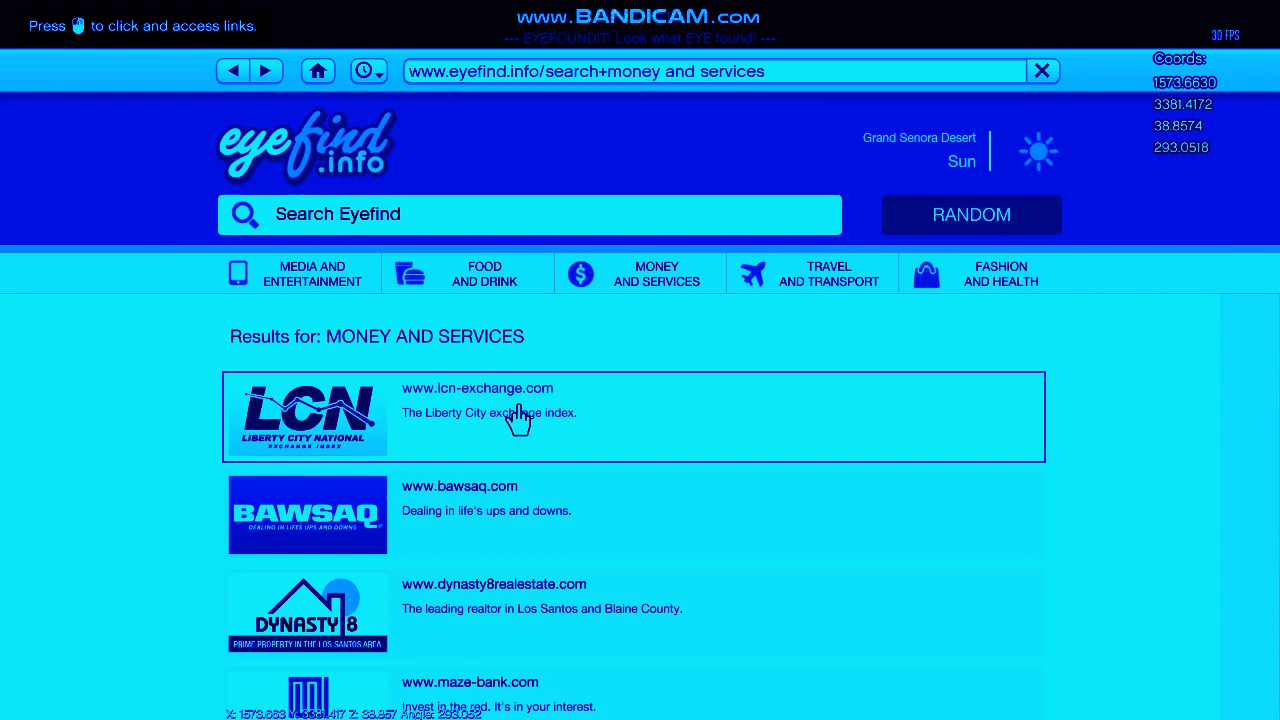 Press to click and access links.
www.BANDICAM.com
--- EYEFOUNDIT! Look what EYE found! ---
30 FPS
www.eyefind.info/search+money and services
Coords:
1573.6630
3381.4172
38.8574
293.0518
eyefind
.info
Grand Senora Desert
Sun
Search Eyefind
RANDOM
MEDIA AND
ENTERTAINMENT
FOOD
AND DRINK
MONEY
AND SERVICES
TRAVEL
AND TRANSPORT
FASHION
AND HEALTH
Results for: MONEY AND SERVICES
LCN
LIBERTY CITY NATIONAL
EXCHANGE INDEX
www.lcn-exchange.com
The Liberty City exchange index.
BAWSAQ
DEALING IN LIFE'S UPS AND DOWNS
www.bawsaq.com
Dealing in life's ups and downs.
DYNASTY 8
PRIME PROPERTY IN THE LOS SANTOS AREA
www.dynasty8realestate.com
The leading realtor in Los Santos and Blaine County.
www.maze-bank.com
Invest in the red. It's in your interest.
X: 1573.663 Y: 3381.417 Z: 38.857 Angle: 293.052